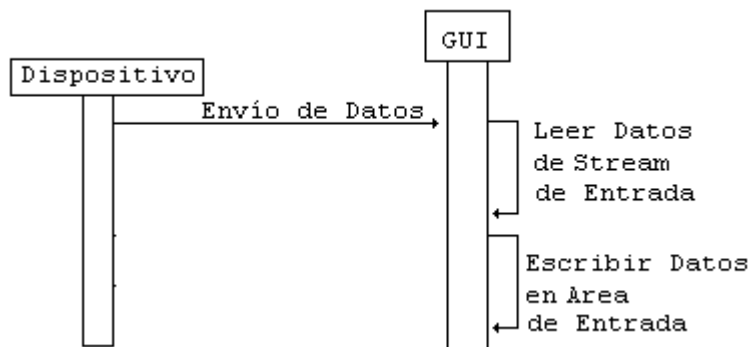 GUI
Dispositivo
Envío de Datos
Leer Datos
de Stream
de Entrada
Escribir Datos
en Area
de Entrada